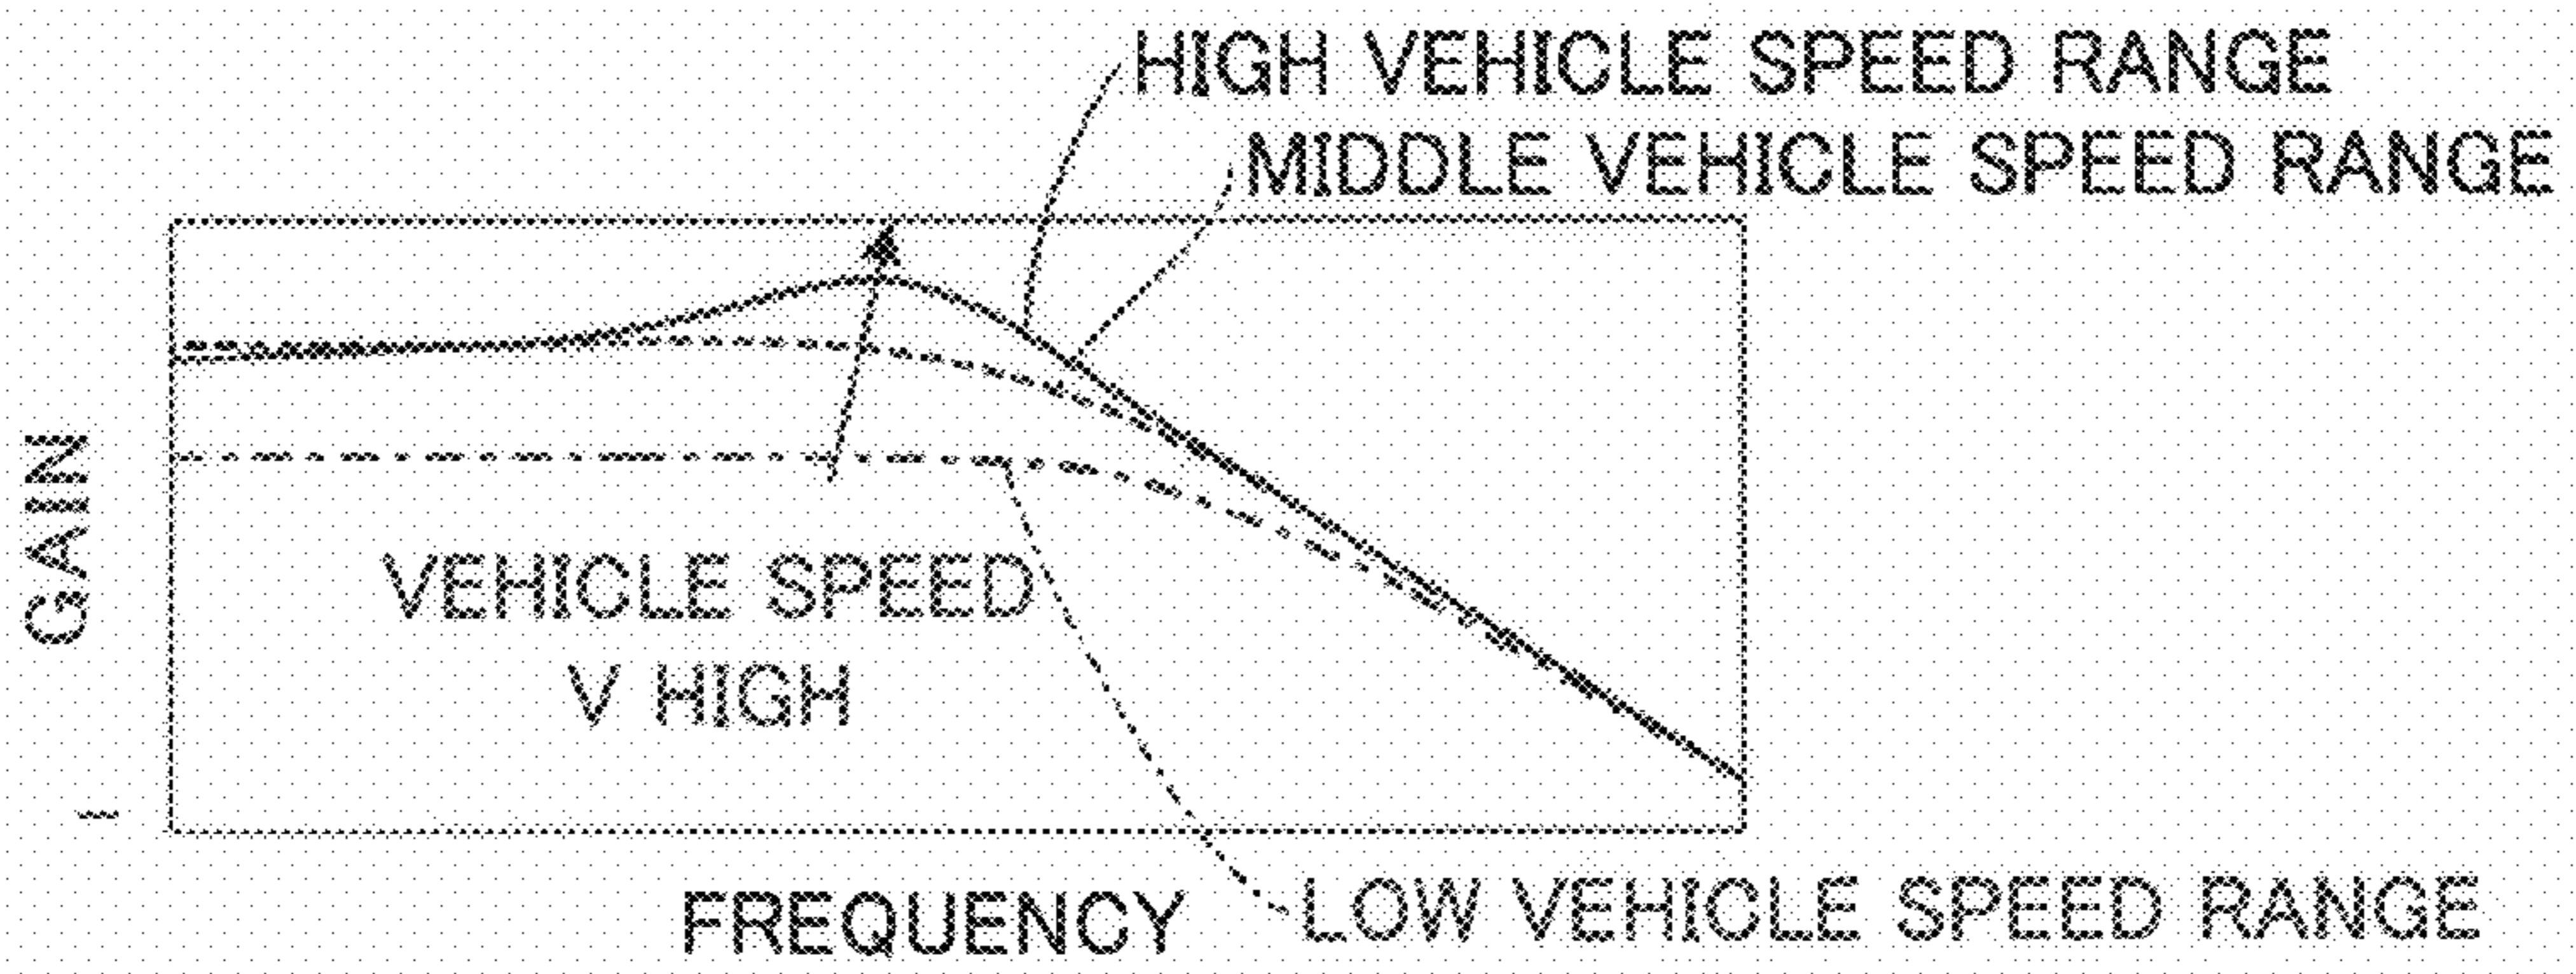 HIGH VEHICLE SPEED RANGE
MIDDLE VEHICLE SPEED RANGE
GAIN
VEHICLE SPEED
V HIGH
FREQUENCY
LOW VEHICLE SPEED RANGE